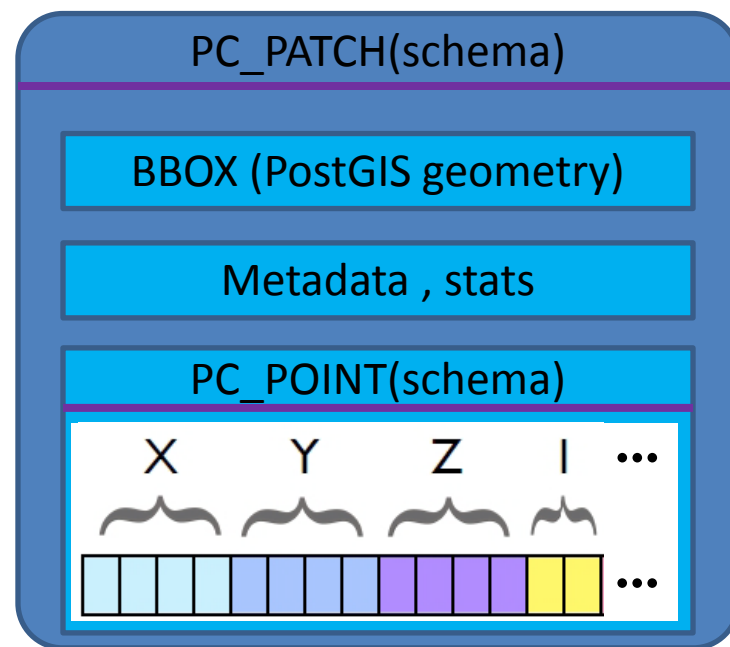 PC_PATCH(schema)
BBOX (PostGIS geometry)
Metadata , stats
PC_POINT(schema)
X Y Z I ...
...